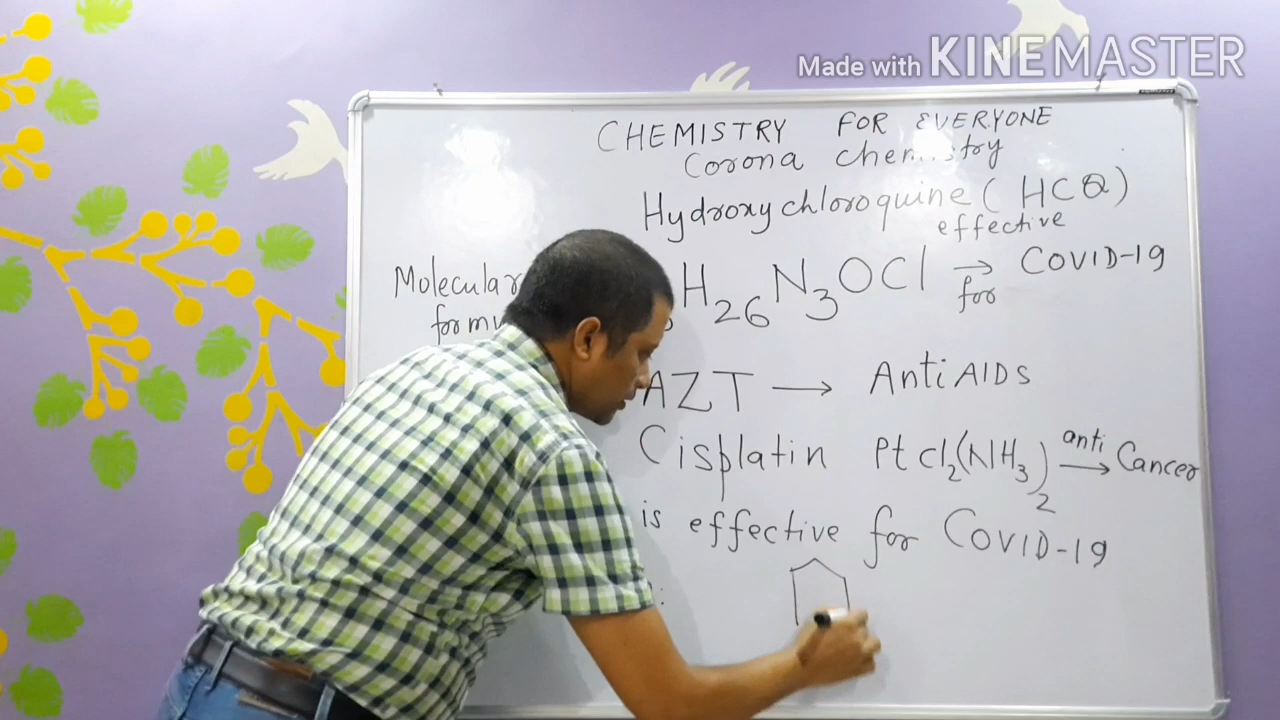 Made with KINEMASTER
CHEMISTRY FOR EVERYONE
Corona chemistry
Hydroxychloroquine (HCQ)
effective
Molecular H26N3OCl → for COVID-19
AZT → Anti AIDS
Cisplatin PtCl2(NH3)2 anti → Cancer
is effective for COVID-19